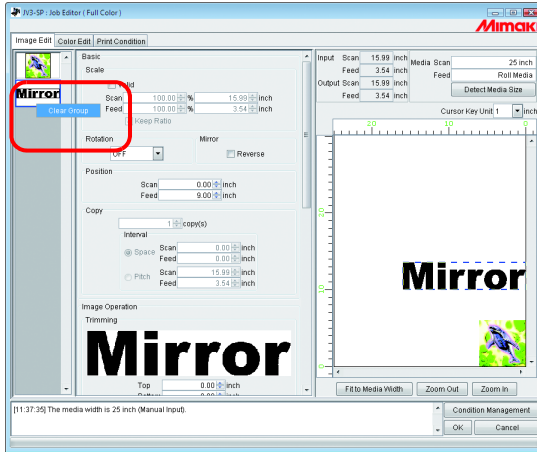 JV3-SP : Job Editor ( Full Color )
Mimaki
Image Edit Color Edit Print Condition
Mirror
Clear Group
Basic
Scale
Valid
Scan 100.00 % 15.99 inch
Feed 100.00 % 3.54 inch
Keep Ratio
Rotation Mirror
OFF Reverse
Position
Scan 0.00 inch
Feed 9.00 inch
Copy
1 copy(s)
Interval
Space Scan 0.00 inch
Feed 0.00 inch
Pitch Scan 15.99 inch
Feed 3.54 inch
Image Operation
Trimming
Mirror
Top 0.00 inch
Input Scan 15.99 inch
Feed 3.54 inch
Output Scan 15.99 inch
Feed 3.54 inch
Media Scan 25 inch
Feed Roll Media
Detect Media Size
Cursor Key Unit 1 inch
20 10 0
20
10
0
Mirror
Fit to Media Width Zoom Out Zoom In
[11:37:35] The media width is 25 inch (Manual Input).
Condition Management
OK Cancel